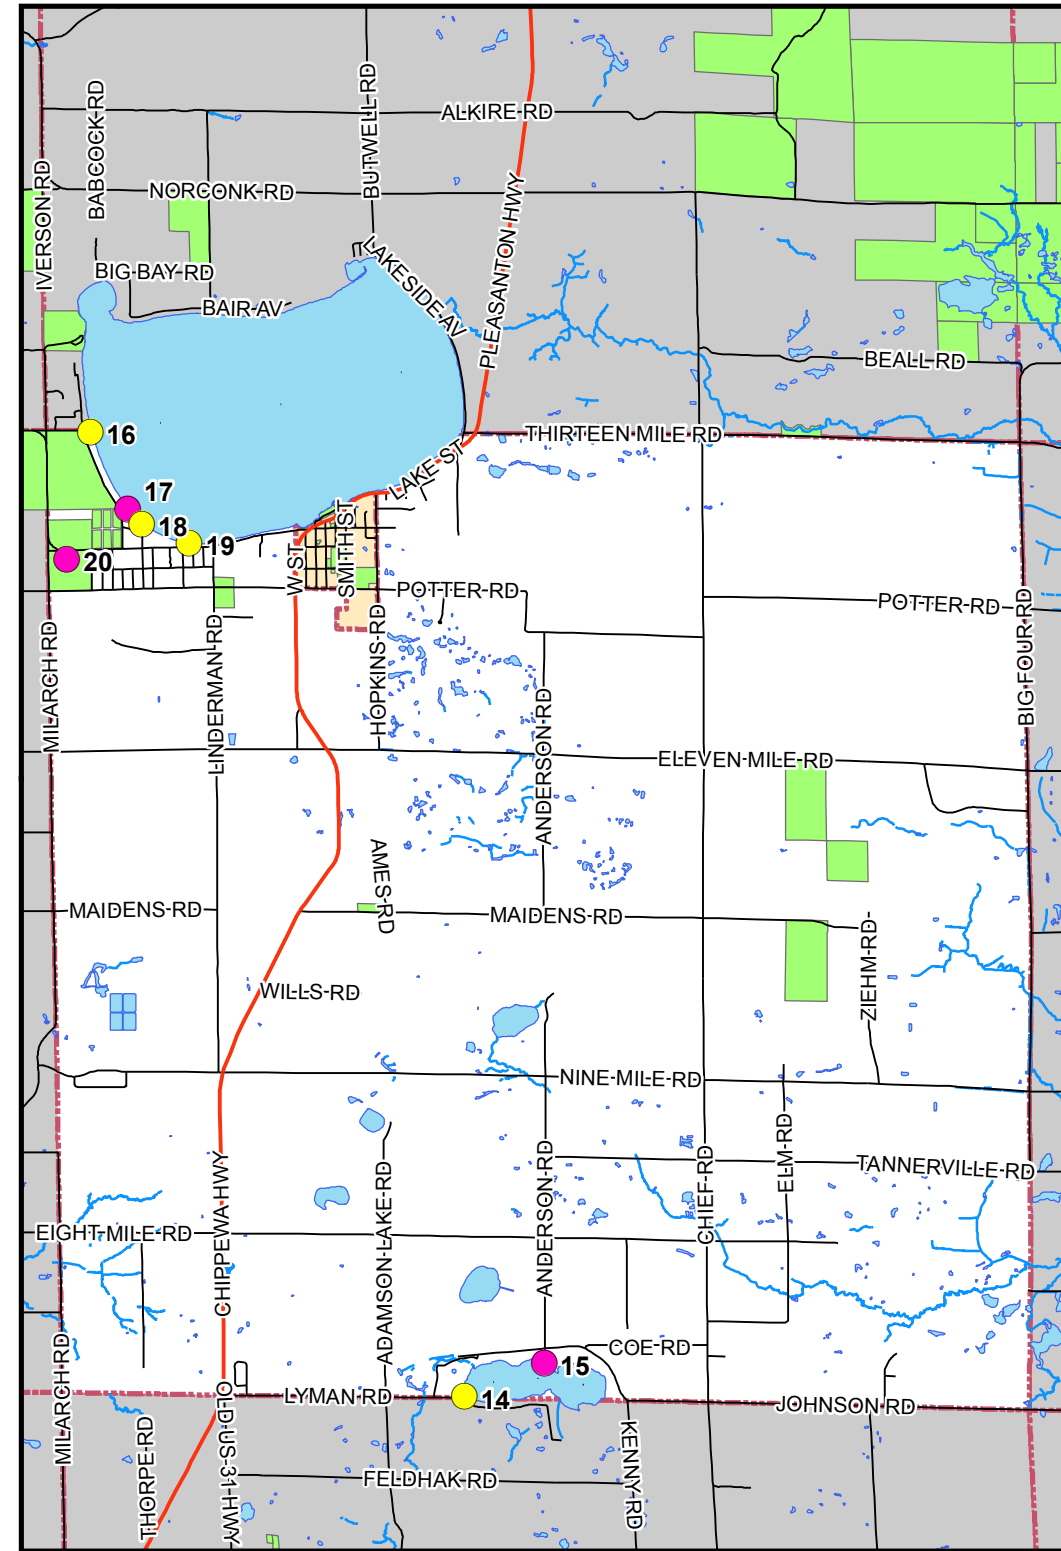 ALKIRE RD
BUTWELL RD
BABCOCK RD
IVERSON RD
NORCONK RD
PLEASANTON HWY
LAKESIDE AV
BIG BAY RD
BAIR AV
BEALL RD
16
THIRTEEN MILE RD
LAKE ST
17
18
19
20
W ST
SMITH ST
POTTER RD
POTTER RD
MILARCH RD
LINDERMAN RD
HOPKINS RD
ANDERSON RD
BIG FOUR RD
ELEVEN MILE RD
AMES RD
MAIDENS RD
MAIDENS RD
ZIEHM RD
WILLS RD
NINE MILE RD
ELM RD
TANNERVILLE RD
CHIEF RD
ANDERSON RD
ADAMSON LAKE RD
CHIPPEWA HWY
EIGHT MILE RD
COE RD
15
14
MILARCH RD
LYMAN RD
JOHNSON RD
OLD US-31 HWY
THORPE RD
FELDHAK RD
KENNY RD